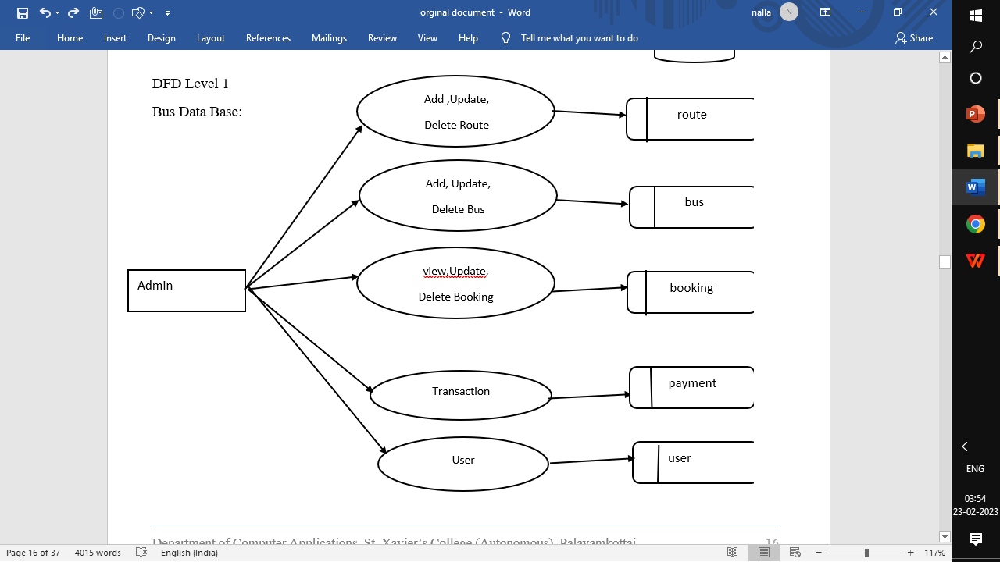 orginal document - Word
nalla
N
File
Home
Insert
Design
Layout
References
Mailings
Review
View
Help
Tell me what you want to do
Share
DFD Level 1
Bus Data Base:
Add ,Update,
Delete Route
route
Add, Update,
Delete Bus
bus
view,Update,
Delete Booking
booking
Admin
Transaction
payment
User
user
Department of Computer Applications, St. Xavier's College (Autonomous), Palayamkottai
16
Page 16 of 37
4015 words
English (India)
117%
ENG
03:54
23-02-2023